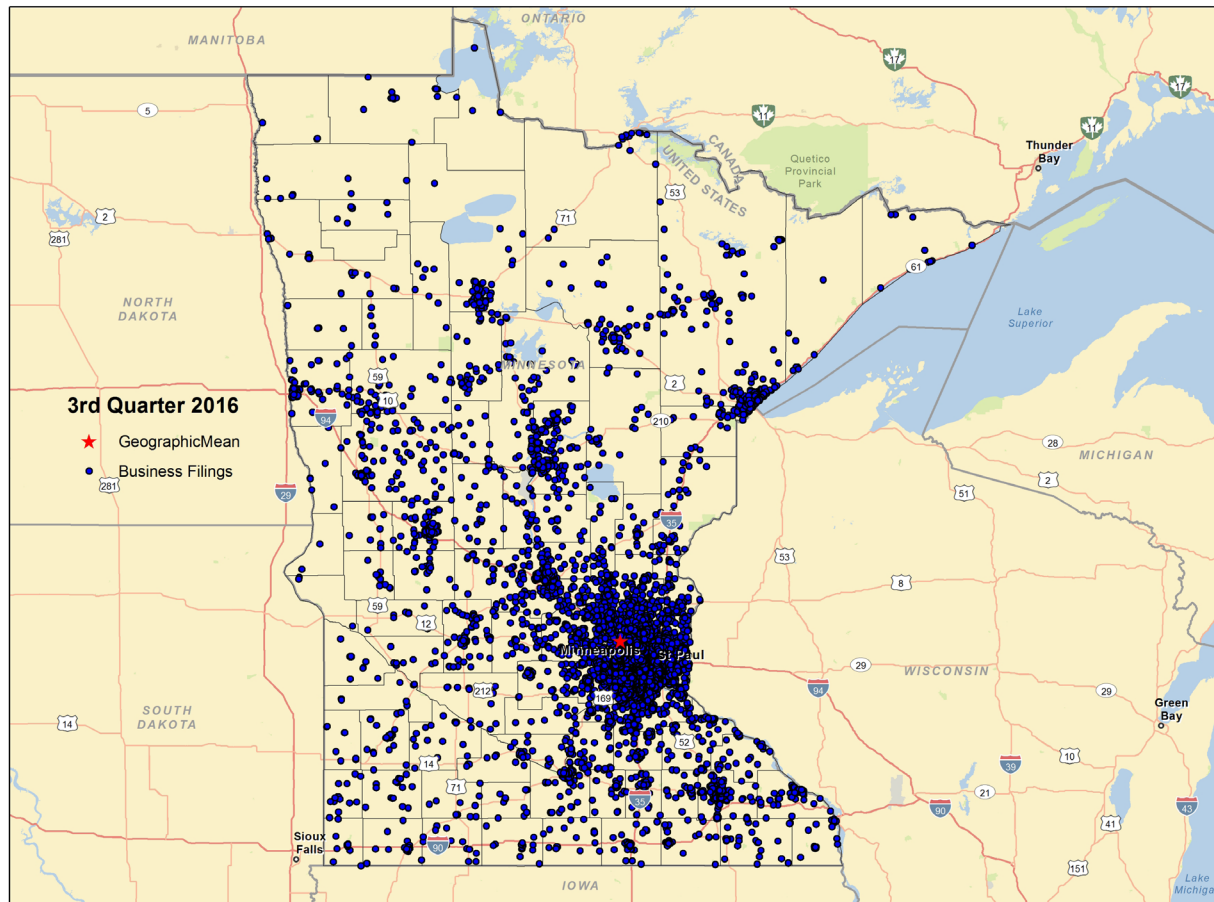 ONTARIO
MANITOBA
17
17
5
11
11
Thunder
Bay
CANADA
UNITED STATES
Quetico
Provincial
Park
53
2
281
71
61
NORTH
DAKOTA
Lake
Superior
MINNESOTA
59
2
10
3rd Quarter 2016
94
210
GeographicMean
28
MICHIGAN
Business Filings
2
281
29
51
35
53
8
59
12
Minneapolis
St Paul
29
WISCONSIN
94
29
212
169
SOUTH
DAKOTA
Green
Bay
14
52
10
14
39
71
21
35
90
43
41
Sioux
Falls
90
151
IOWA
Lake
Michigan